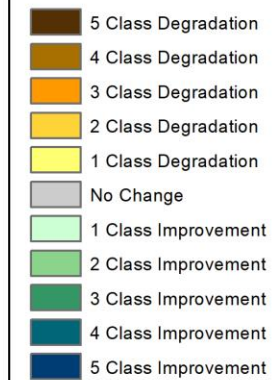 5 Class Degradation
4 Class Degradation
3 Class Degradation
2 Class Degradation
1 Class Degradation
No Change
1 Class Improvement
2 Class Improvement
3 Class Improvement
4 Class Improvement
5 Class Improvement